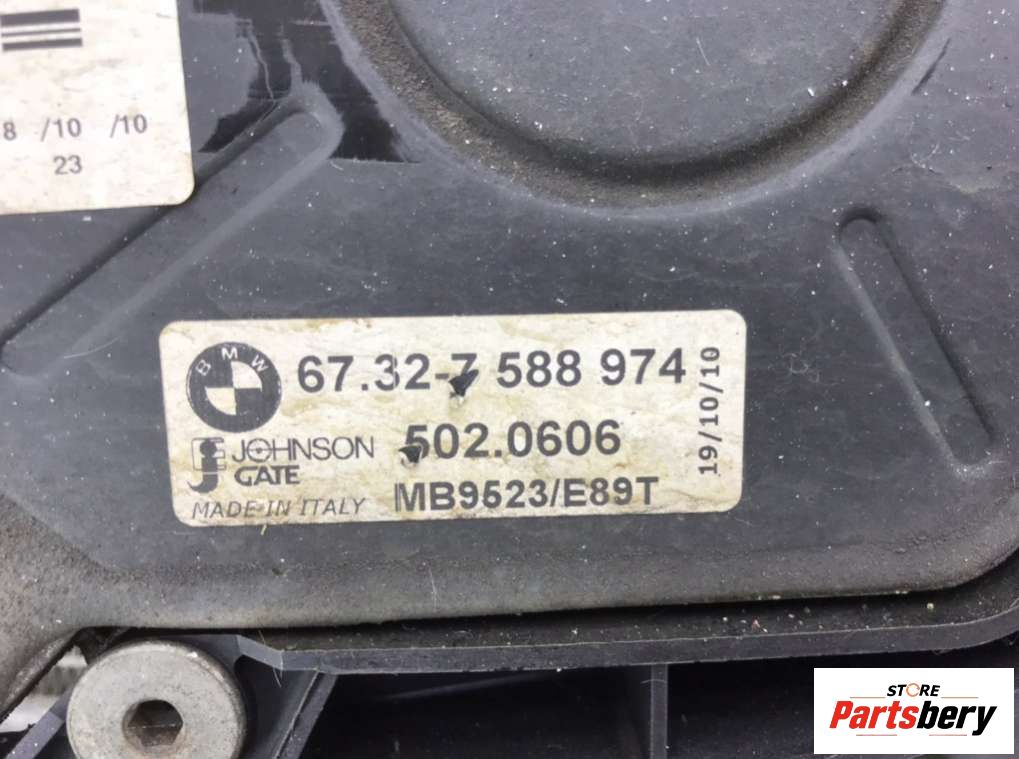 8 /10 /10
23
BMW
67.32-7 588 974
JOHNSON
GATE
502.0606
MADE IN ITALY
MB9523/E89T
19/10/10
STORE
Partsbery